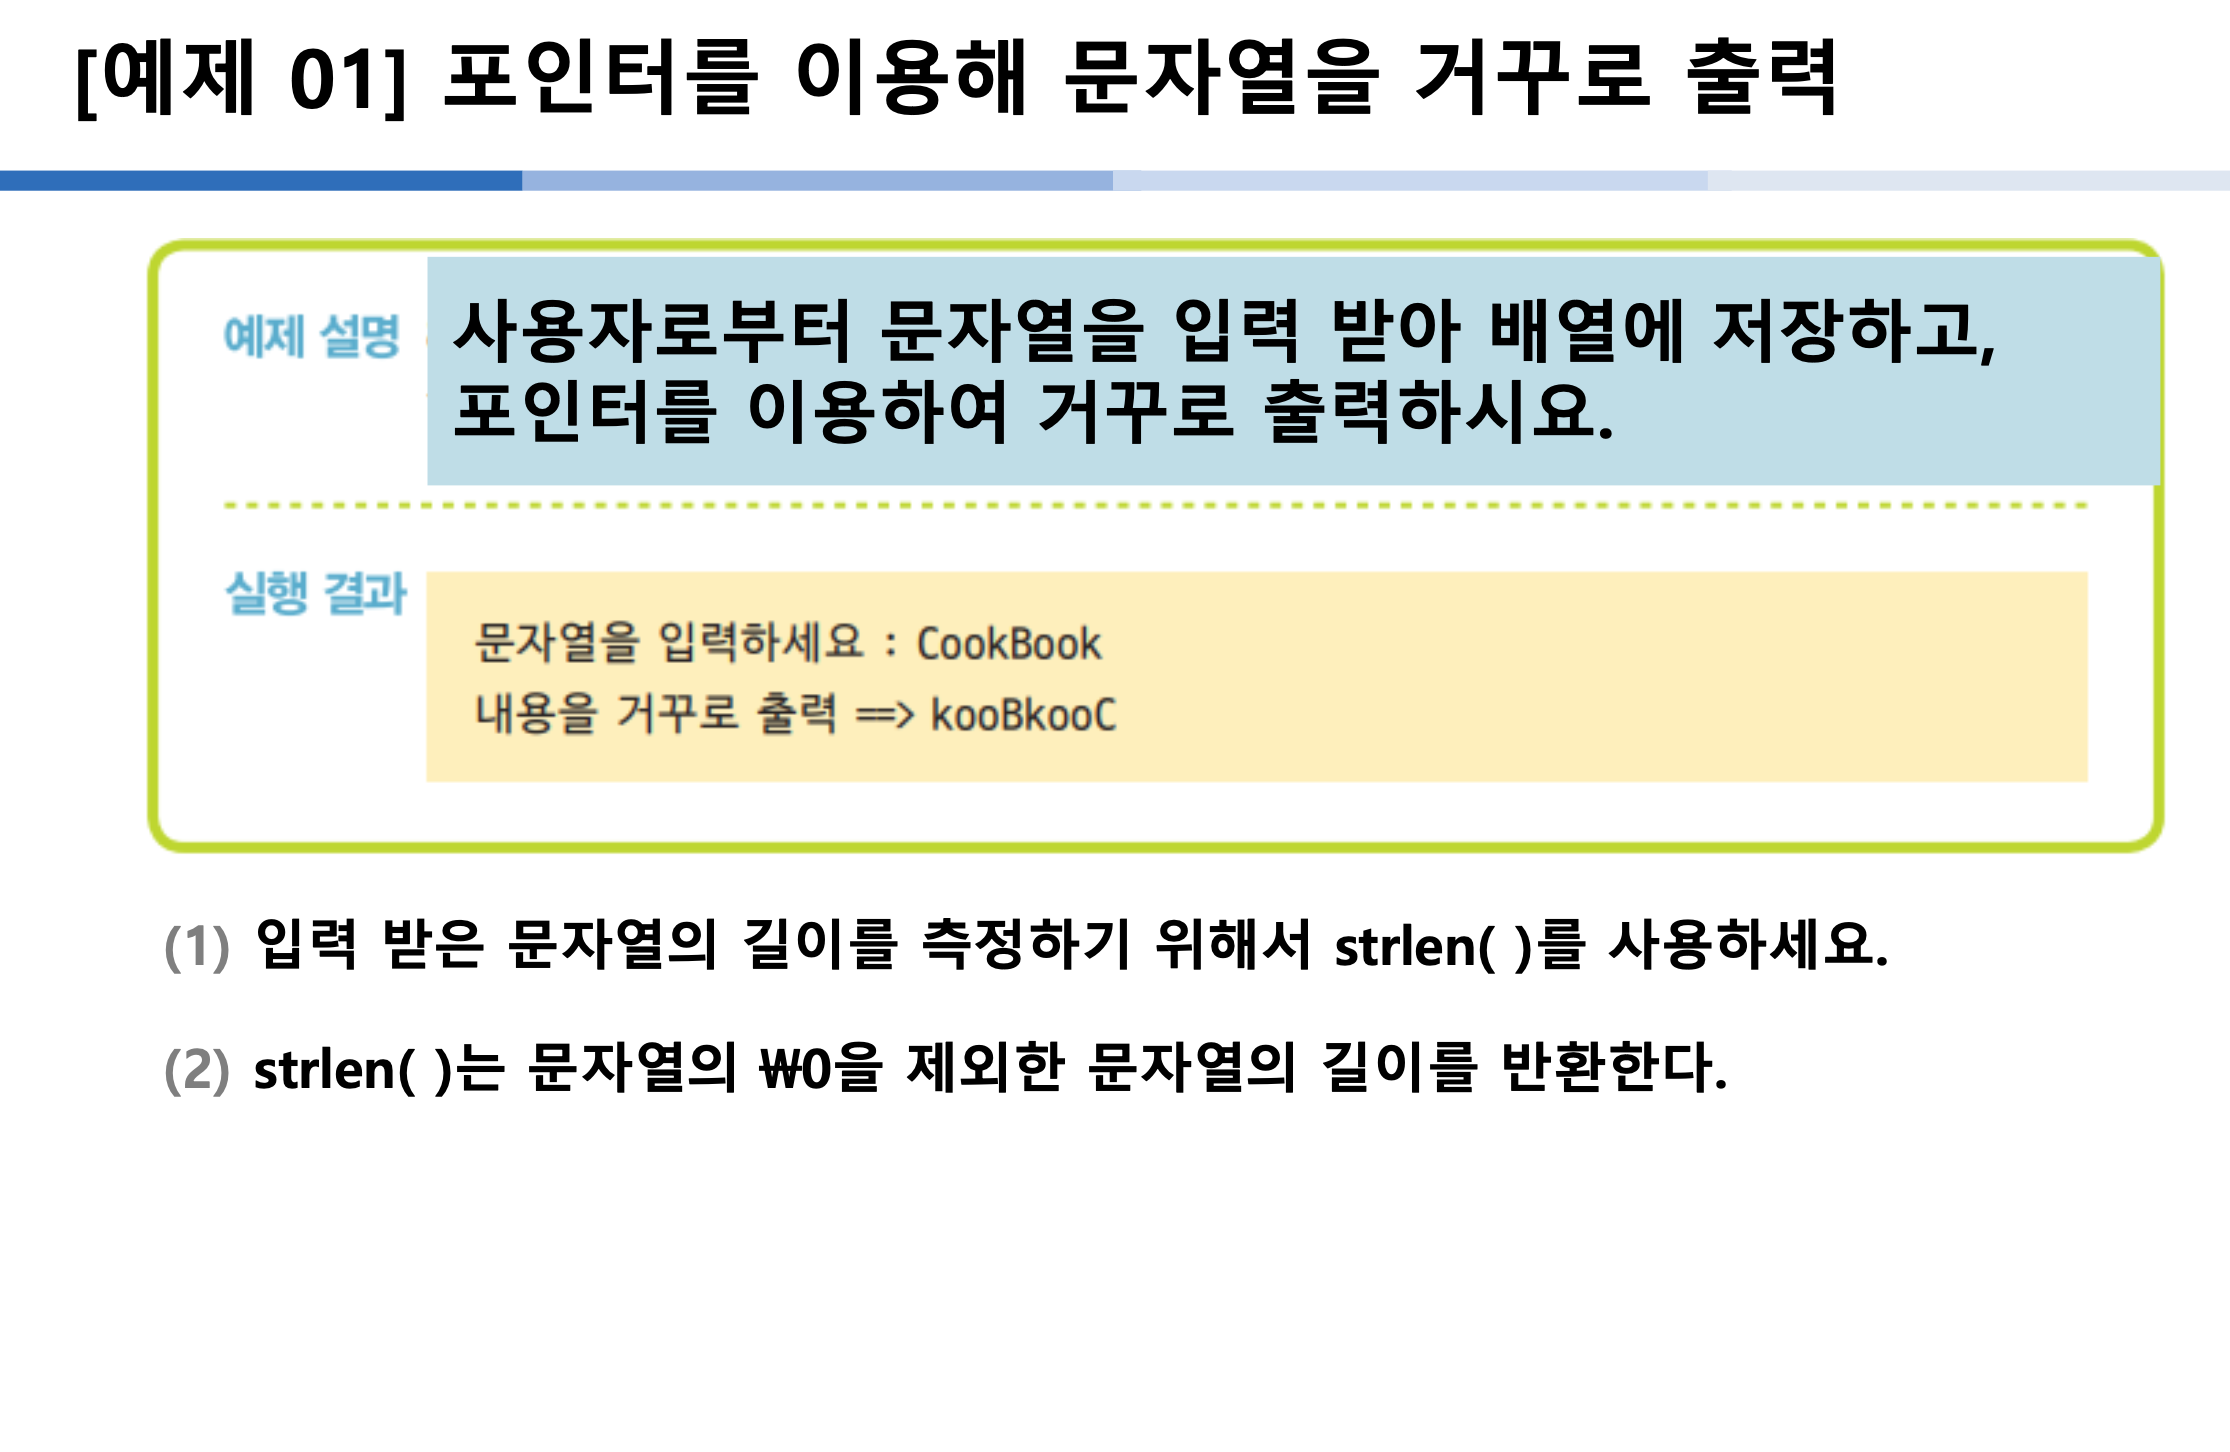 [예제 01] 포인터를 이용해 문자열을 거꾸로 출력
예제 설명
사용자로부터 문자열을 입력 받아 배열에 저장하고,
포인터를 이용하여 거꾸로 출력하시요.
실행 결과
문자열을 입력하세요 : CookBook
내용을 거꾸로 출력 ==> kooBkooC
(1) 입력 받은 문자열의 길이를 측정하기 위해서 strlen( )를 사용하세요.
(2) strlen( )는 문자열의 ₩0을 제외한 문자열의 길이를 반환한다.